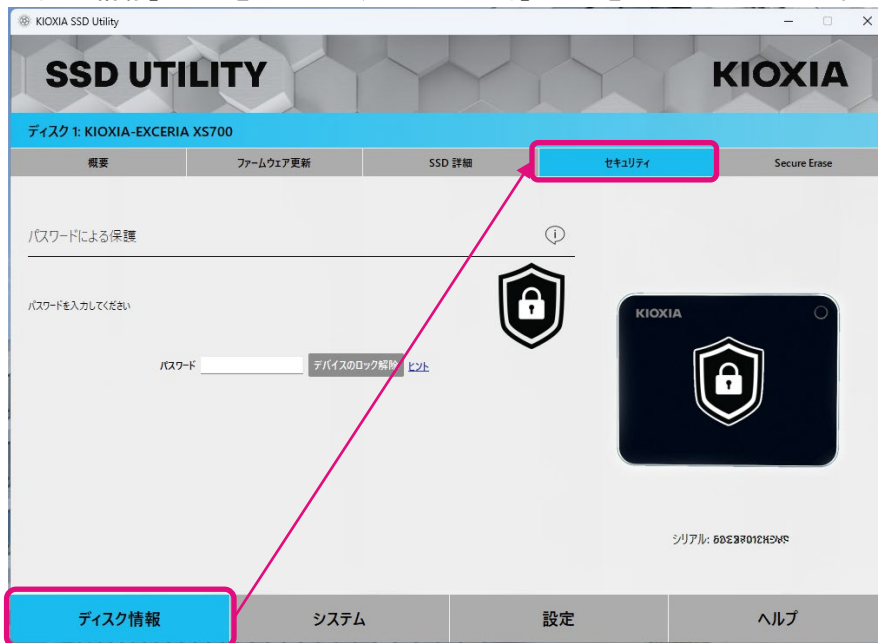 KIOXIA SSD Utility
SSD UTILITY
KIOXIA
ディスク 1: KIOXIA-EXCERIA XS700
概要
ファームウェア更新
SSD 詳細
セキュリティ
Secure Erase
パスワードによる保護
パスワードを入力してください
パスワード
デバイスのロック解除
ヒント
KIOXIA
シリアル:
ディスク情報
システム
設定
ヘルプ